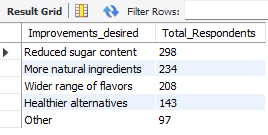 Result Grid Filter Rows:
Improvements_desired Total_Respondents
Reduced sugar content 298
More natural ingredients 234
Wider range of flavors 208
Healthier alternatives 143
Other 97